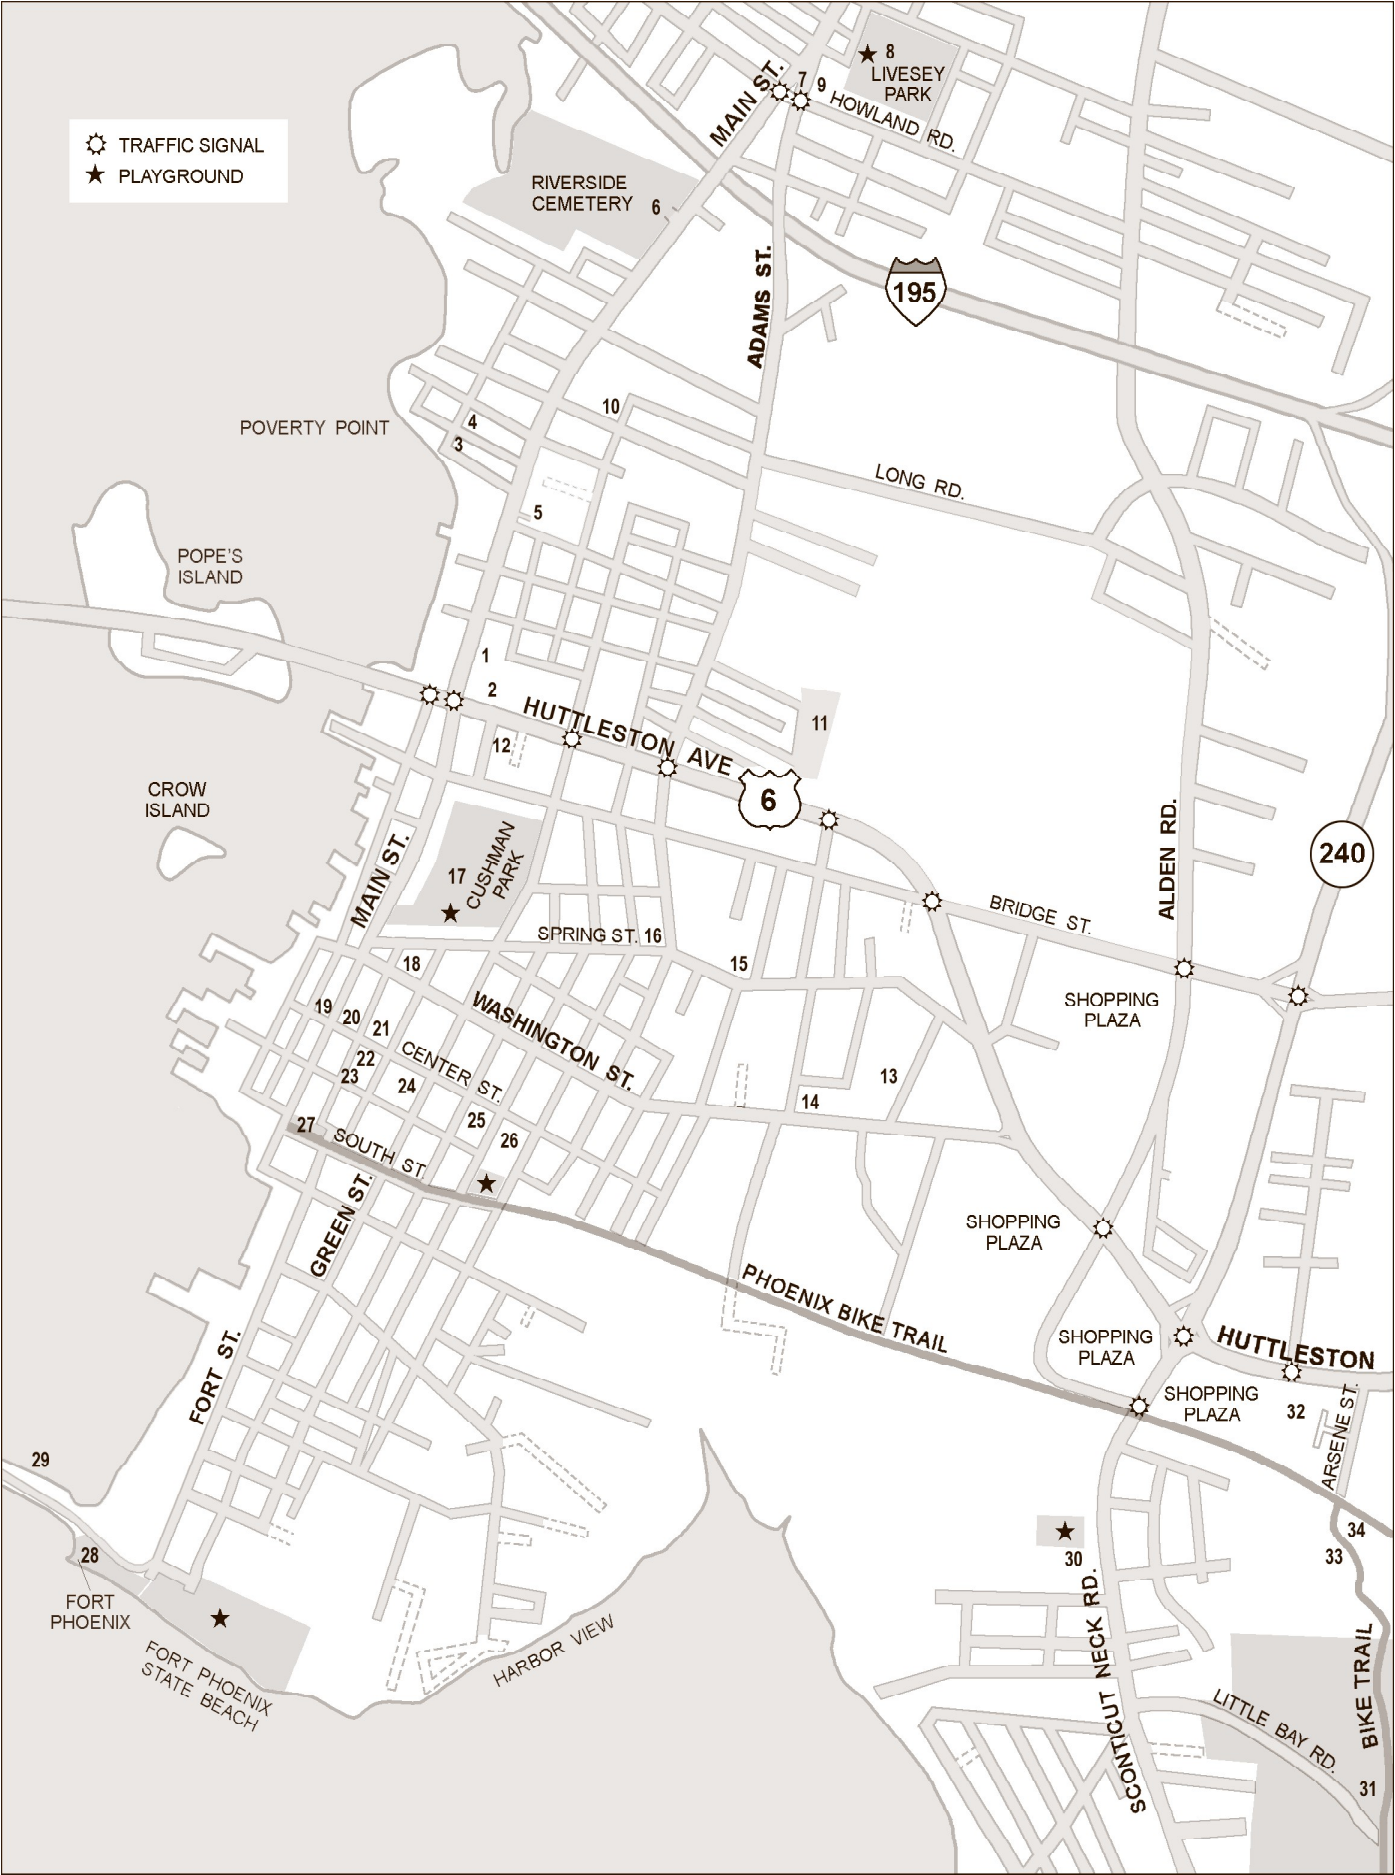 8
LIVESEY
PARK
7
9
MAIN ST.
HOWLAND RD.
TRAFFIC SIGNAL
PLAYGROUND
RIVERSIDE
CEMETERY
6
ADAMS ST.
195
10
4
3
POVERTY POINT
LONG RD.
5
POPE'S
ISLAND
1
2
HUTTLESTON AVE
11
12
6
CROW
ISLAND
ALDEN RD.
240
MAIN ST.
17
CUSHMAN
PARK
BRIDGE ST.
SPRING ST.
16
18
15
SHOPPING
PLAZA
19
20
21
WASHINGTON ST.
22
23
CENTER ST.
24
13
14
25
26
27
SOUTH ST.
GREEN ST.
SHOPPING
PLAZA
PHOENIX BIKE TRAIL
FORT ST.
SHOPPING
PLAZA
HUTTLESTON
SHOPPING
PLAZA
32
ARSENE ST.
29
34
33
28
30
FORT
PHOENIX
FORT PHOENIX
STATE BEACH
HARBOR VIEW
SCONTICUT NECK RD.
LITTLE BAY RD.
BIKE TRAIL
31